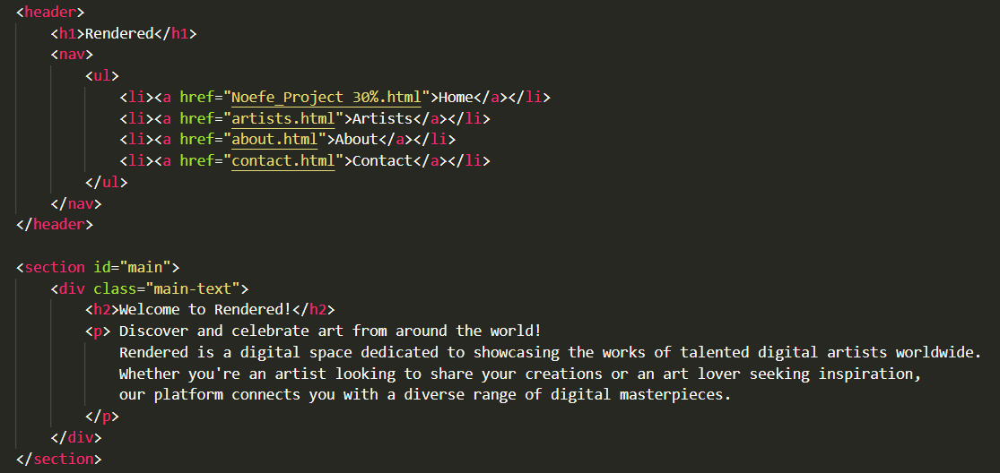 <header>
    <h1>Rendered</h1>
    <nav>
        <ul>
            <li><a href="Noefe_Project 30%.html">Home</a></li>
            <li><a href="artists.html">Artists</a></li>
            <li><a href="about.html">About</a></li>
            <li><a href="contact.html">Contact</a></li>
        </ul>
    </nav>
</header>

<section id="main">
    <div class="main-text">
        <h2>Welcome to Rendered!</h2>
        <p> Discover and celebrate art from around the world!
            Rendered is a digital space dedicated to showcasing the works of talented digital artists worldwide.
            Whether you're an artist looking to share your creations or an art lover seeking inspiration,
            our platform connects you with a diverse range of digital masterpieces.
        </p>
    </div>
</section>